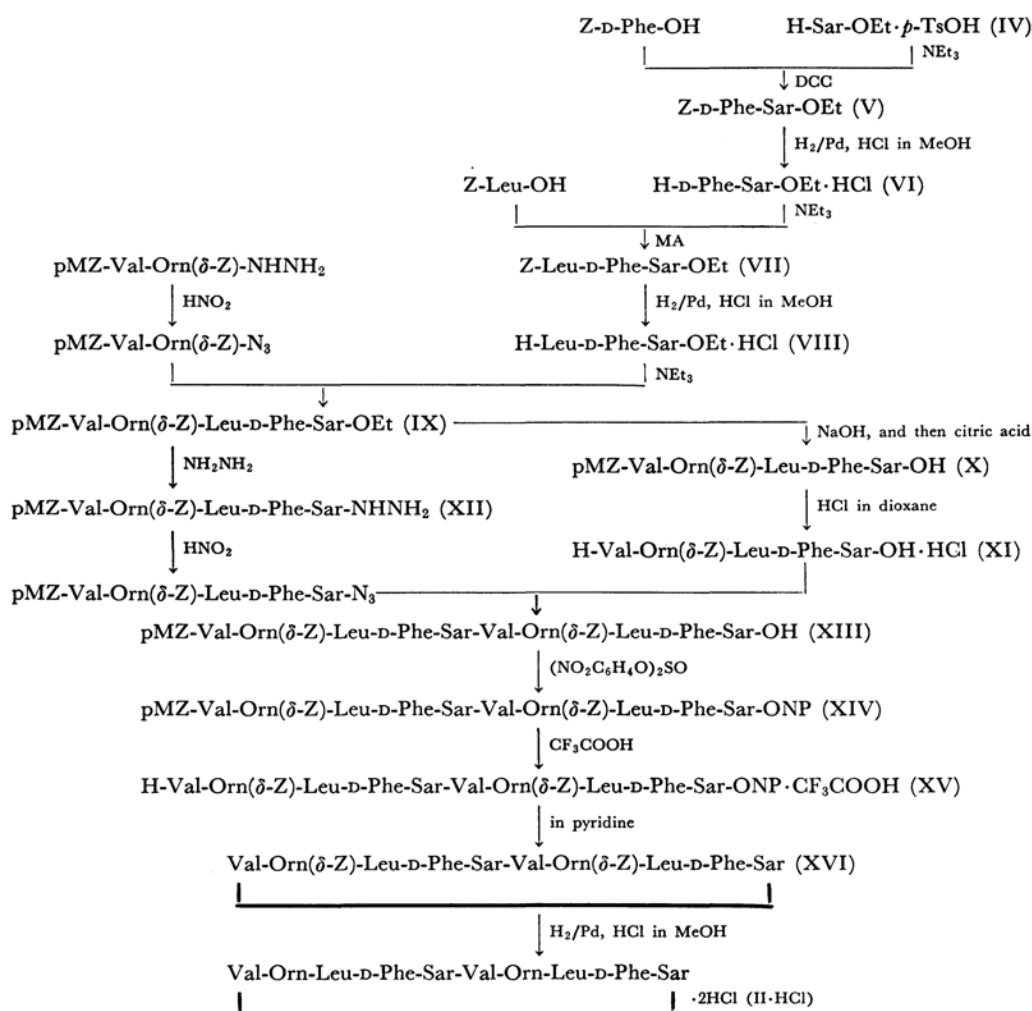 Z-D-Phe-OH H-Sar-OEt·p-TsOH (IV)
NEt₃
DCC
Z-D-Phe-Sar-OEt (V)
H₂/Pd, HCl in MeOH
Z-Leu-OH H-D-Phe-Sar-OEt·HCl (VI)
NEt₃
MA
pMZ-Val-Orn(δ-Z)-NHNH₂ Z-Leu-D-Phe-Sar-OEt (VII)
HNO₂ H₂/Pd, HCl in MeOH
pMZ-Val-Orn(δ-Z)-N₃ H-Leu-D-Phe-Sar-OEt·HCl (VIII)
NEt₃
pMZ-Val-Orn(δ-Z)-Leu-D-Phe-Sar-OEt (IX)
NaOH, and then citric acid
NH₂NH₂
pMZ-Val-Orn(δ-Z)-Leu-D-Phe-Sar-OH (X)
pMZ-Val-Orn(δ-Z)-Leu-D-Phe-Sar-NHNH₂ (XII)
HCl in dioxane
HNO₂
H-Val-Orn(δ-Z)-Leu-D-Phe-Sar-OH·HCl (XI)
pMZ-Val-Orn(δ-Z)-Leu-D-Phe-Sar-N₃
pMZ-Val-Orn(δ-Z)-Leu-D-Phe-Sar-Val-Orn(δ-Z)-Leu-D-Phe-Sar-OH (XIII)
(NO₂C₆H₄O)₂SO
pMZ-Val-Orn(δ-Z)-Leu-D-Phe-Sar-Val-Orn(δ-Z)-Leu-D-Phe-Sar-ONP (XIV)
CF₃COOH
H-Val-Orn(δ-Z)-Leu-D-Phe-Sar-Val-Orn(δ-Z)-Leu-D-Phe-Sar-ONP·CF₃COOH (XV)
in pyridine
Val-Orn(δ-Z)-Leu-D-Phe-Sar-Val-Orn(δ-Z)-Leu-D-Phe-Sar (XVI)
H₂/Pd, HCl in MeOH
Val-Orn-Leu-D-Phe-Sar-Val-Orn-Leu-D-Phe-Sar
·2HCl (II·HCl)